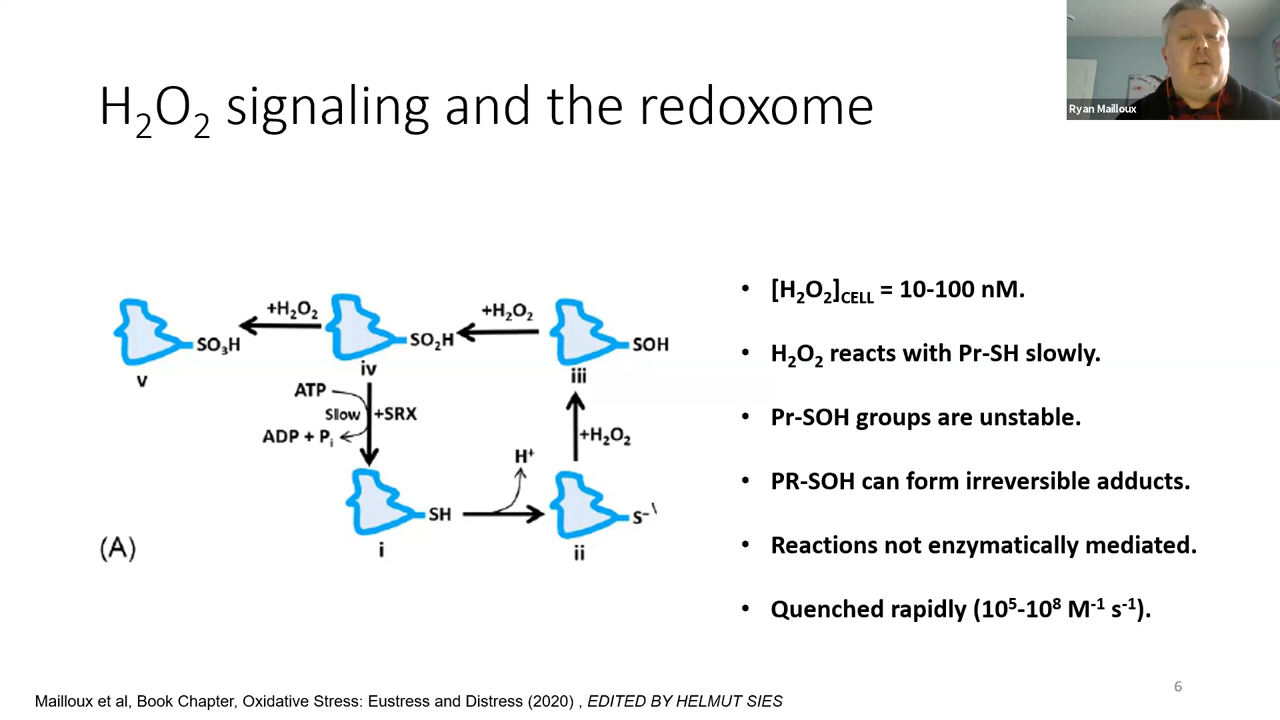 Ryan Mailloux
H₂O₂ signaling and the redoxome
+H₂O₂
+H₂O₂
SO₃H
SO₂H
SOH
v
iv
iii
ATP
Slow
+SRX
ADP + Pᵢ
+H₂O₂
H⁺
SH
S⁻
i
ii
(A)
• [H₂O₂]CELL = 10-100 nM.
• H₂O₂ reacts with Pr-SH slowly.
• Pr-SOH groups are unstable.
• PR-SOH can form irreversible adducts.
• Reactions not enzymatically mediated.
• Quenched rapidly (10⁵-10⁸ M⁻¹ s⁻¹).
6
Mailloux et al, Book Chapter, Oxidative Stress: Eustress and Distress (2020) , EDITED BY HELMUT SIES